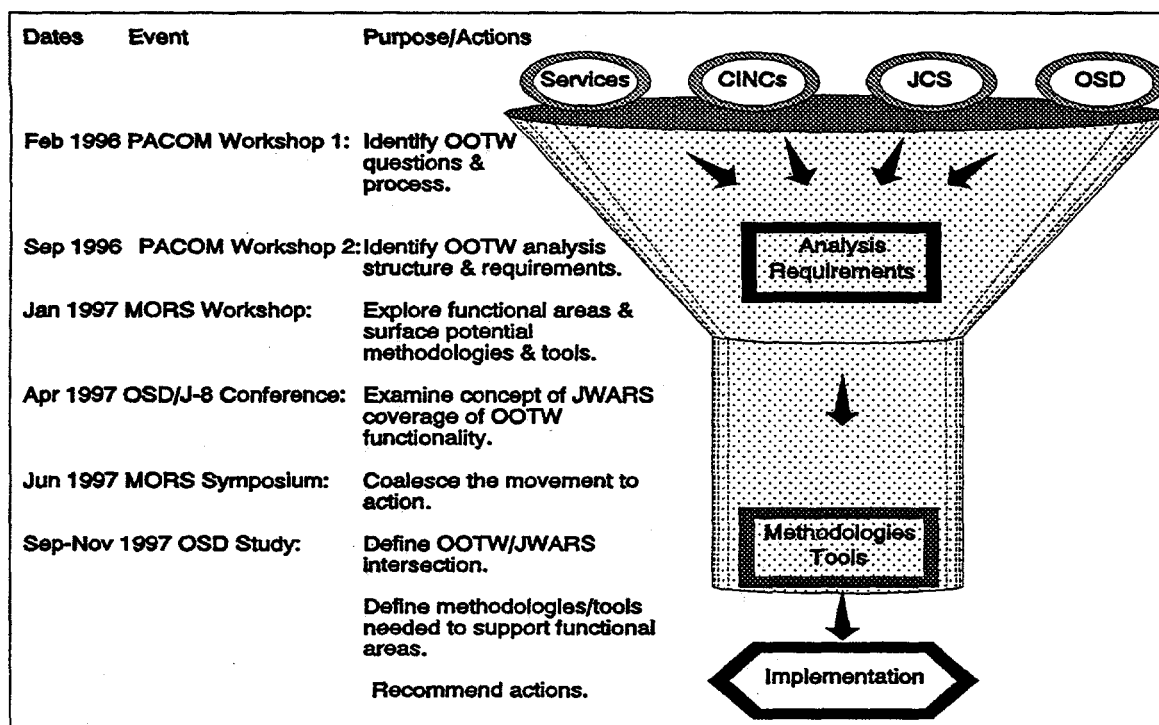 Dates Event Purpose/Actions
Services CINCs JCS OSD
Feb 1996 PACOM Workshop 1: Identify OOTW
questions &
process.
Sep 1996 PACOM Workshop 2: Identify OOTW analysis
structure & requirements.
Analysis
Requirements
Jan 1997 MORS Workshop: Explore functional areas &
surface potential
methodologies & tools.
Apr 1997 OSD/J-8 Conference: Examine concept of JWARS
coverage of OOTW
functionality.
Jun 1997 MORS Symposium: Coalesce the movement to
action.
Sep-Nov 1997 OSD Study: Define OOTW/JWARS
intersection.
Methodologies
Tools
Define methodologies/tools
needed to support functional
areas.
Recommend actions.
Implementation